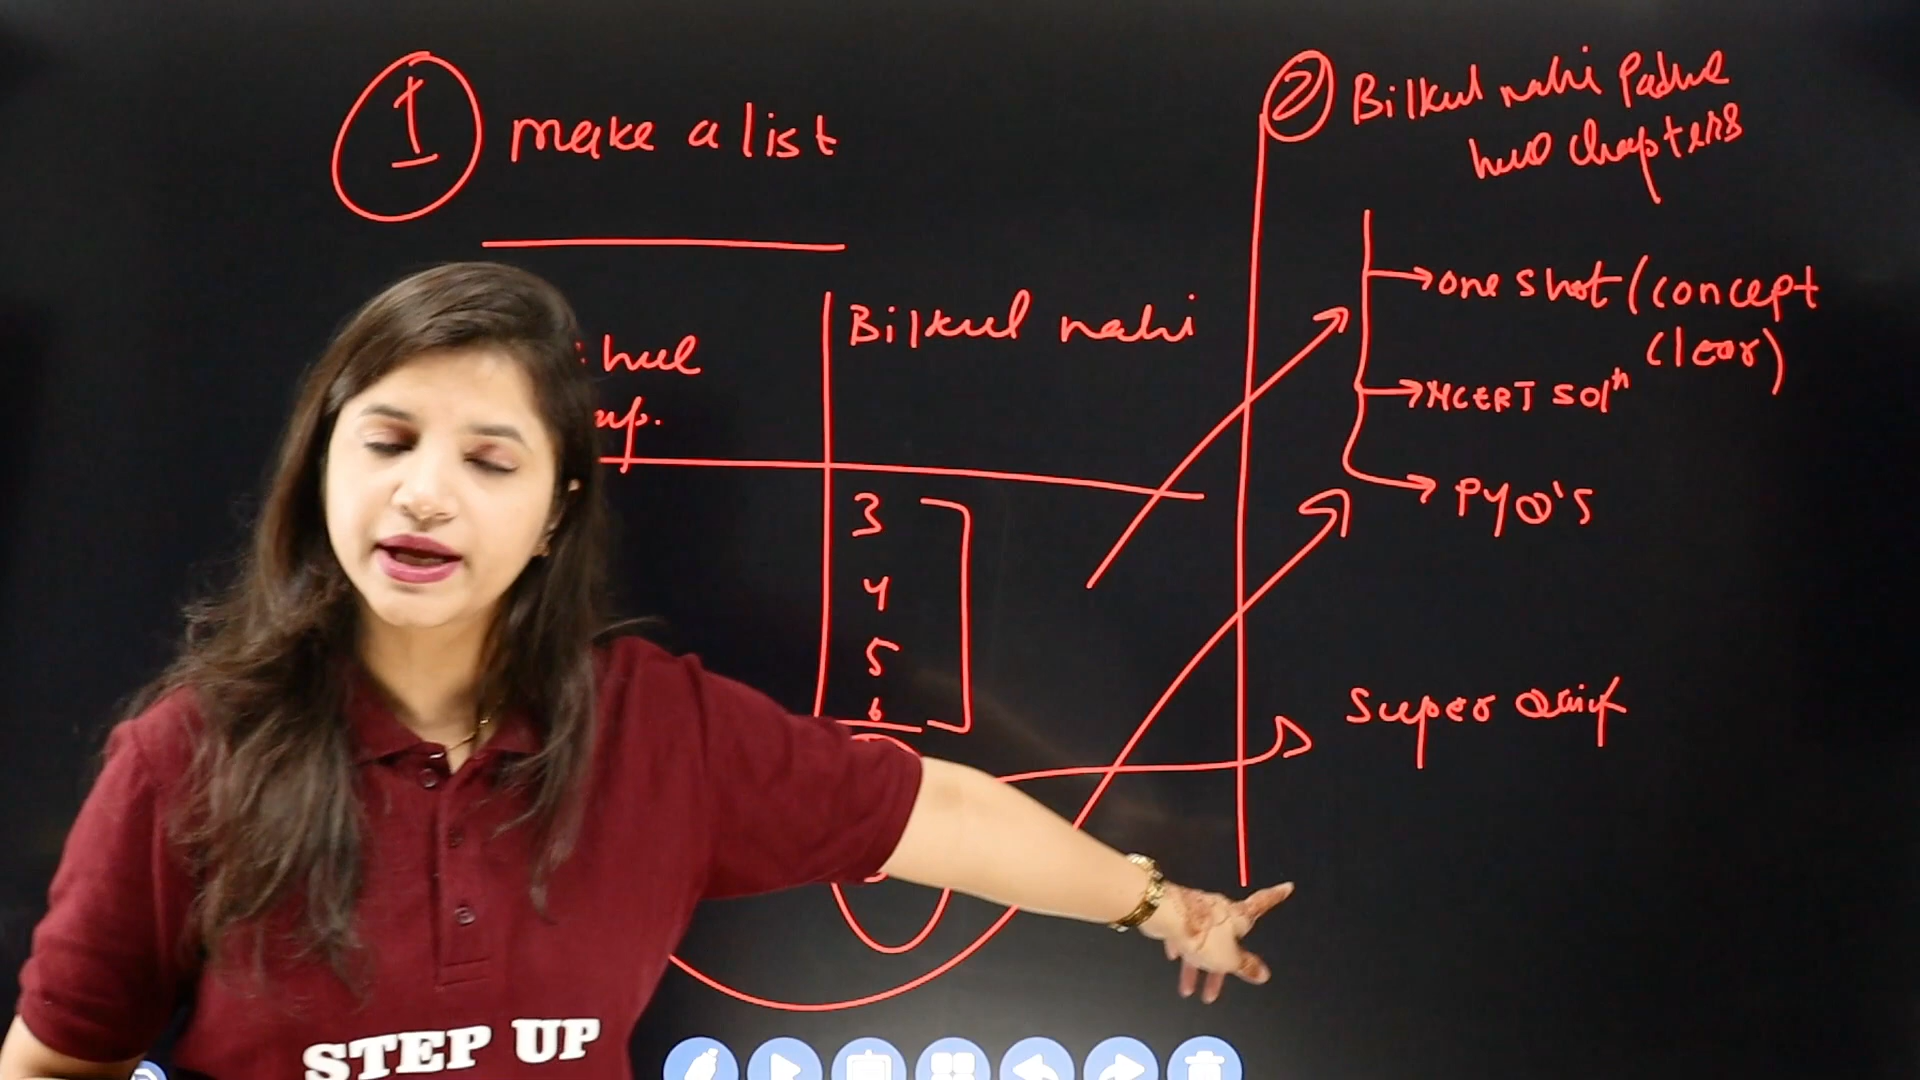 1 make a list
2 Bilkul nahi Padhe
hue chapters
hue
Bilkul nahi
one shot (concept
clear)
NCERT solⁿ
PYQ's
3
4
5
6
Super Quick
STEP UP